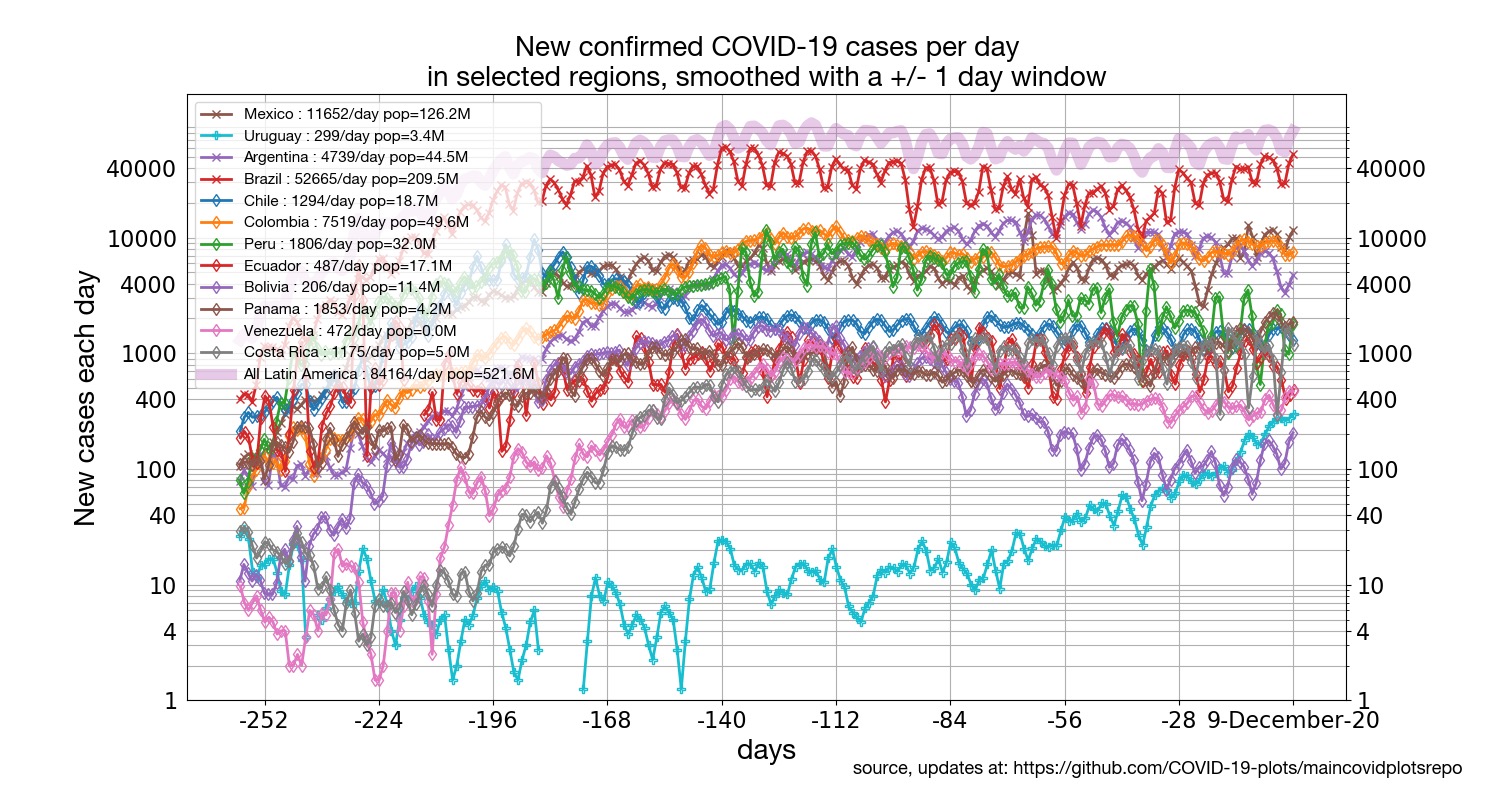 New confirmed COVID-19 cases per day
in selected regions, smoothed with a +/- 1 day window
Mexico : 11652/day pop=126.2M
Uruguay : 299/day pop=3.4M
Argentina : 4739/day pop=44.5M
Brazil : 52665/day pop=209.5M
Chile : 1294/day pop=18.7M
Colombia : 7519/day pop=49.6M
Peru : 1806/day pop=32.0M
Ecuador : 487/day pop=17.1M
Bolivia : 206/day pop=11.4M
Panama : 1853/day pop=4.2M
Venezuela : 472/day pop=0.0M
Costa Rica : 1175/day pop=5.0M
All Latin America : 84164/day pop=521.6M
New cases each day
40000
10000
4000
1000
400
100
40
10
4
1
40000
10000
4000
1000
400
100
40
10
4
1
-252 -224 -196 -168 -140 -112 -84 -56 -28 9-December-20
days
source, updates at: https://github.com/COVID-19-plots/maincovidplotsrepo